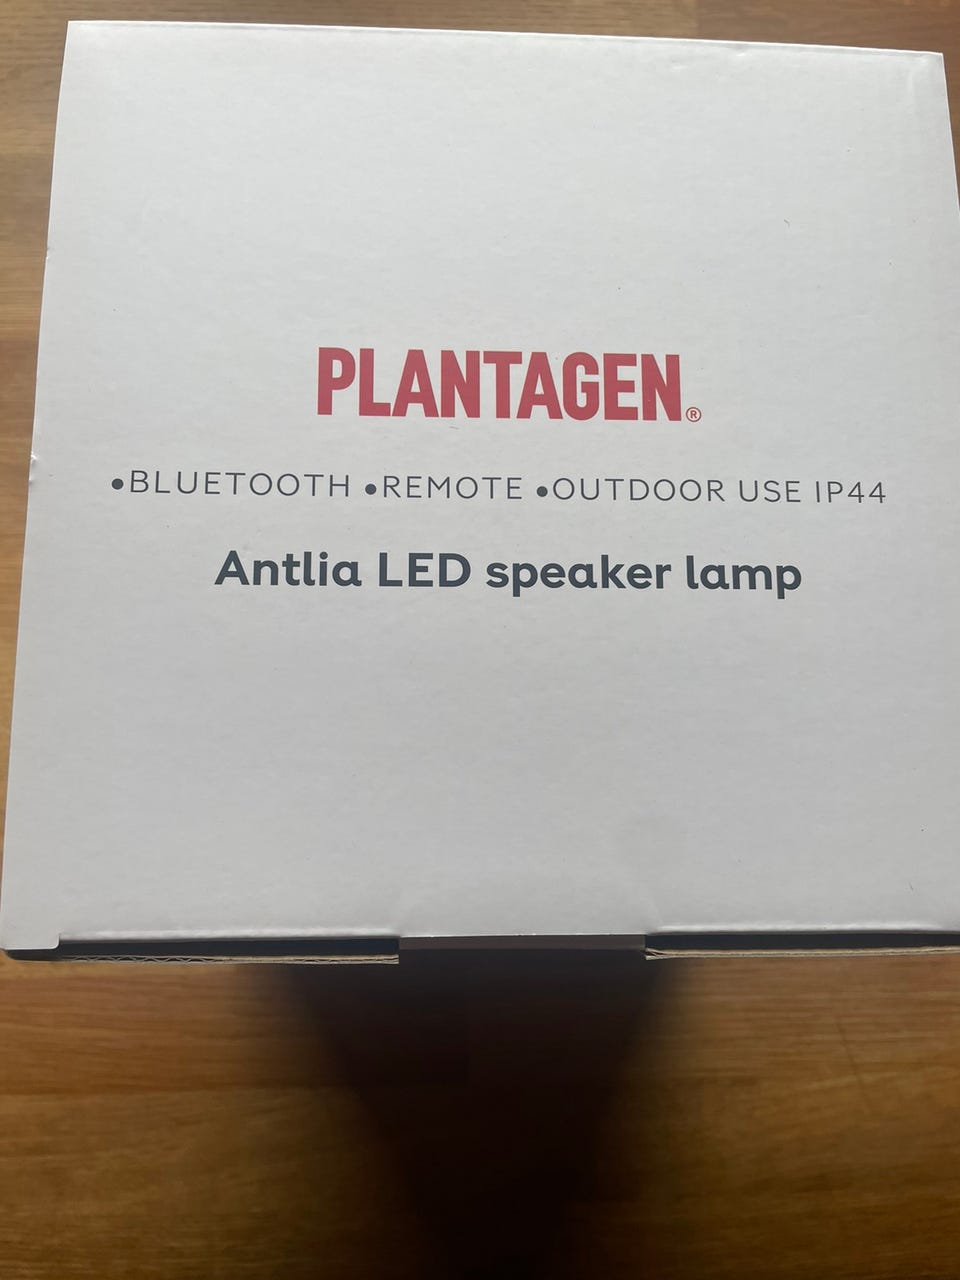 PLANTAGEN®
•BLUETOOTH •REMOTE •OUTDOOR USE IP44
Antlia LED speaker lamp